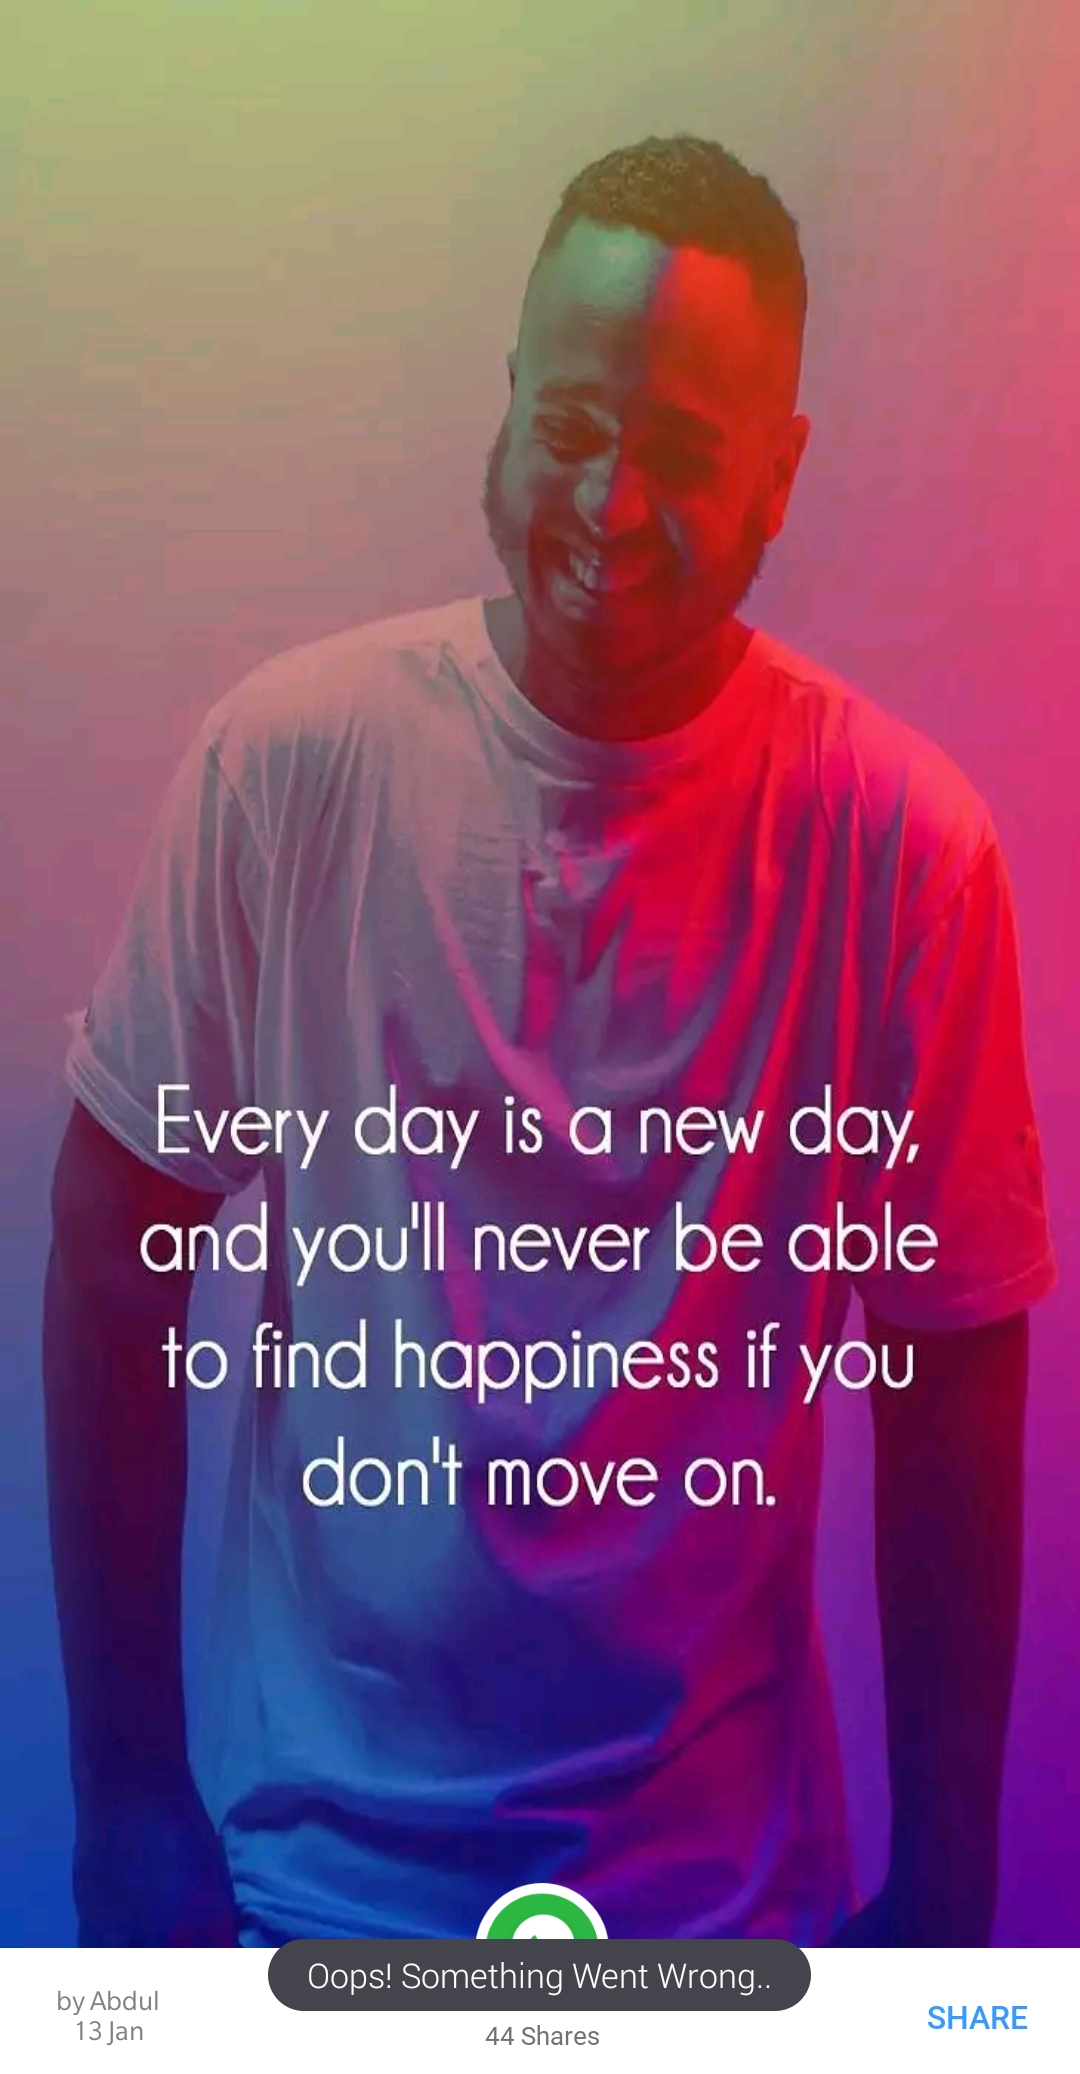 Every day is a new day,
and you'll never be able
to find happiness if you
don't move on.
Oops! Something Went Wrong..
by Abdul
13 Jan
44 Shares
SHARE